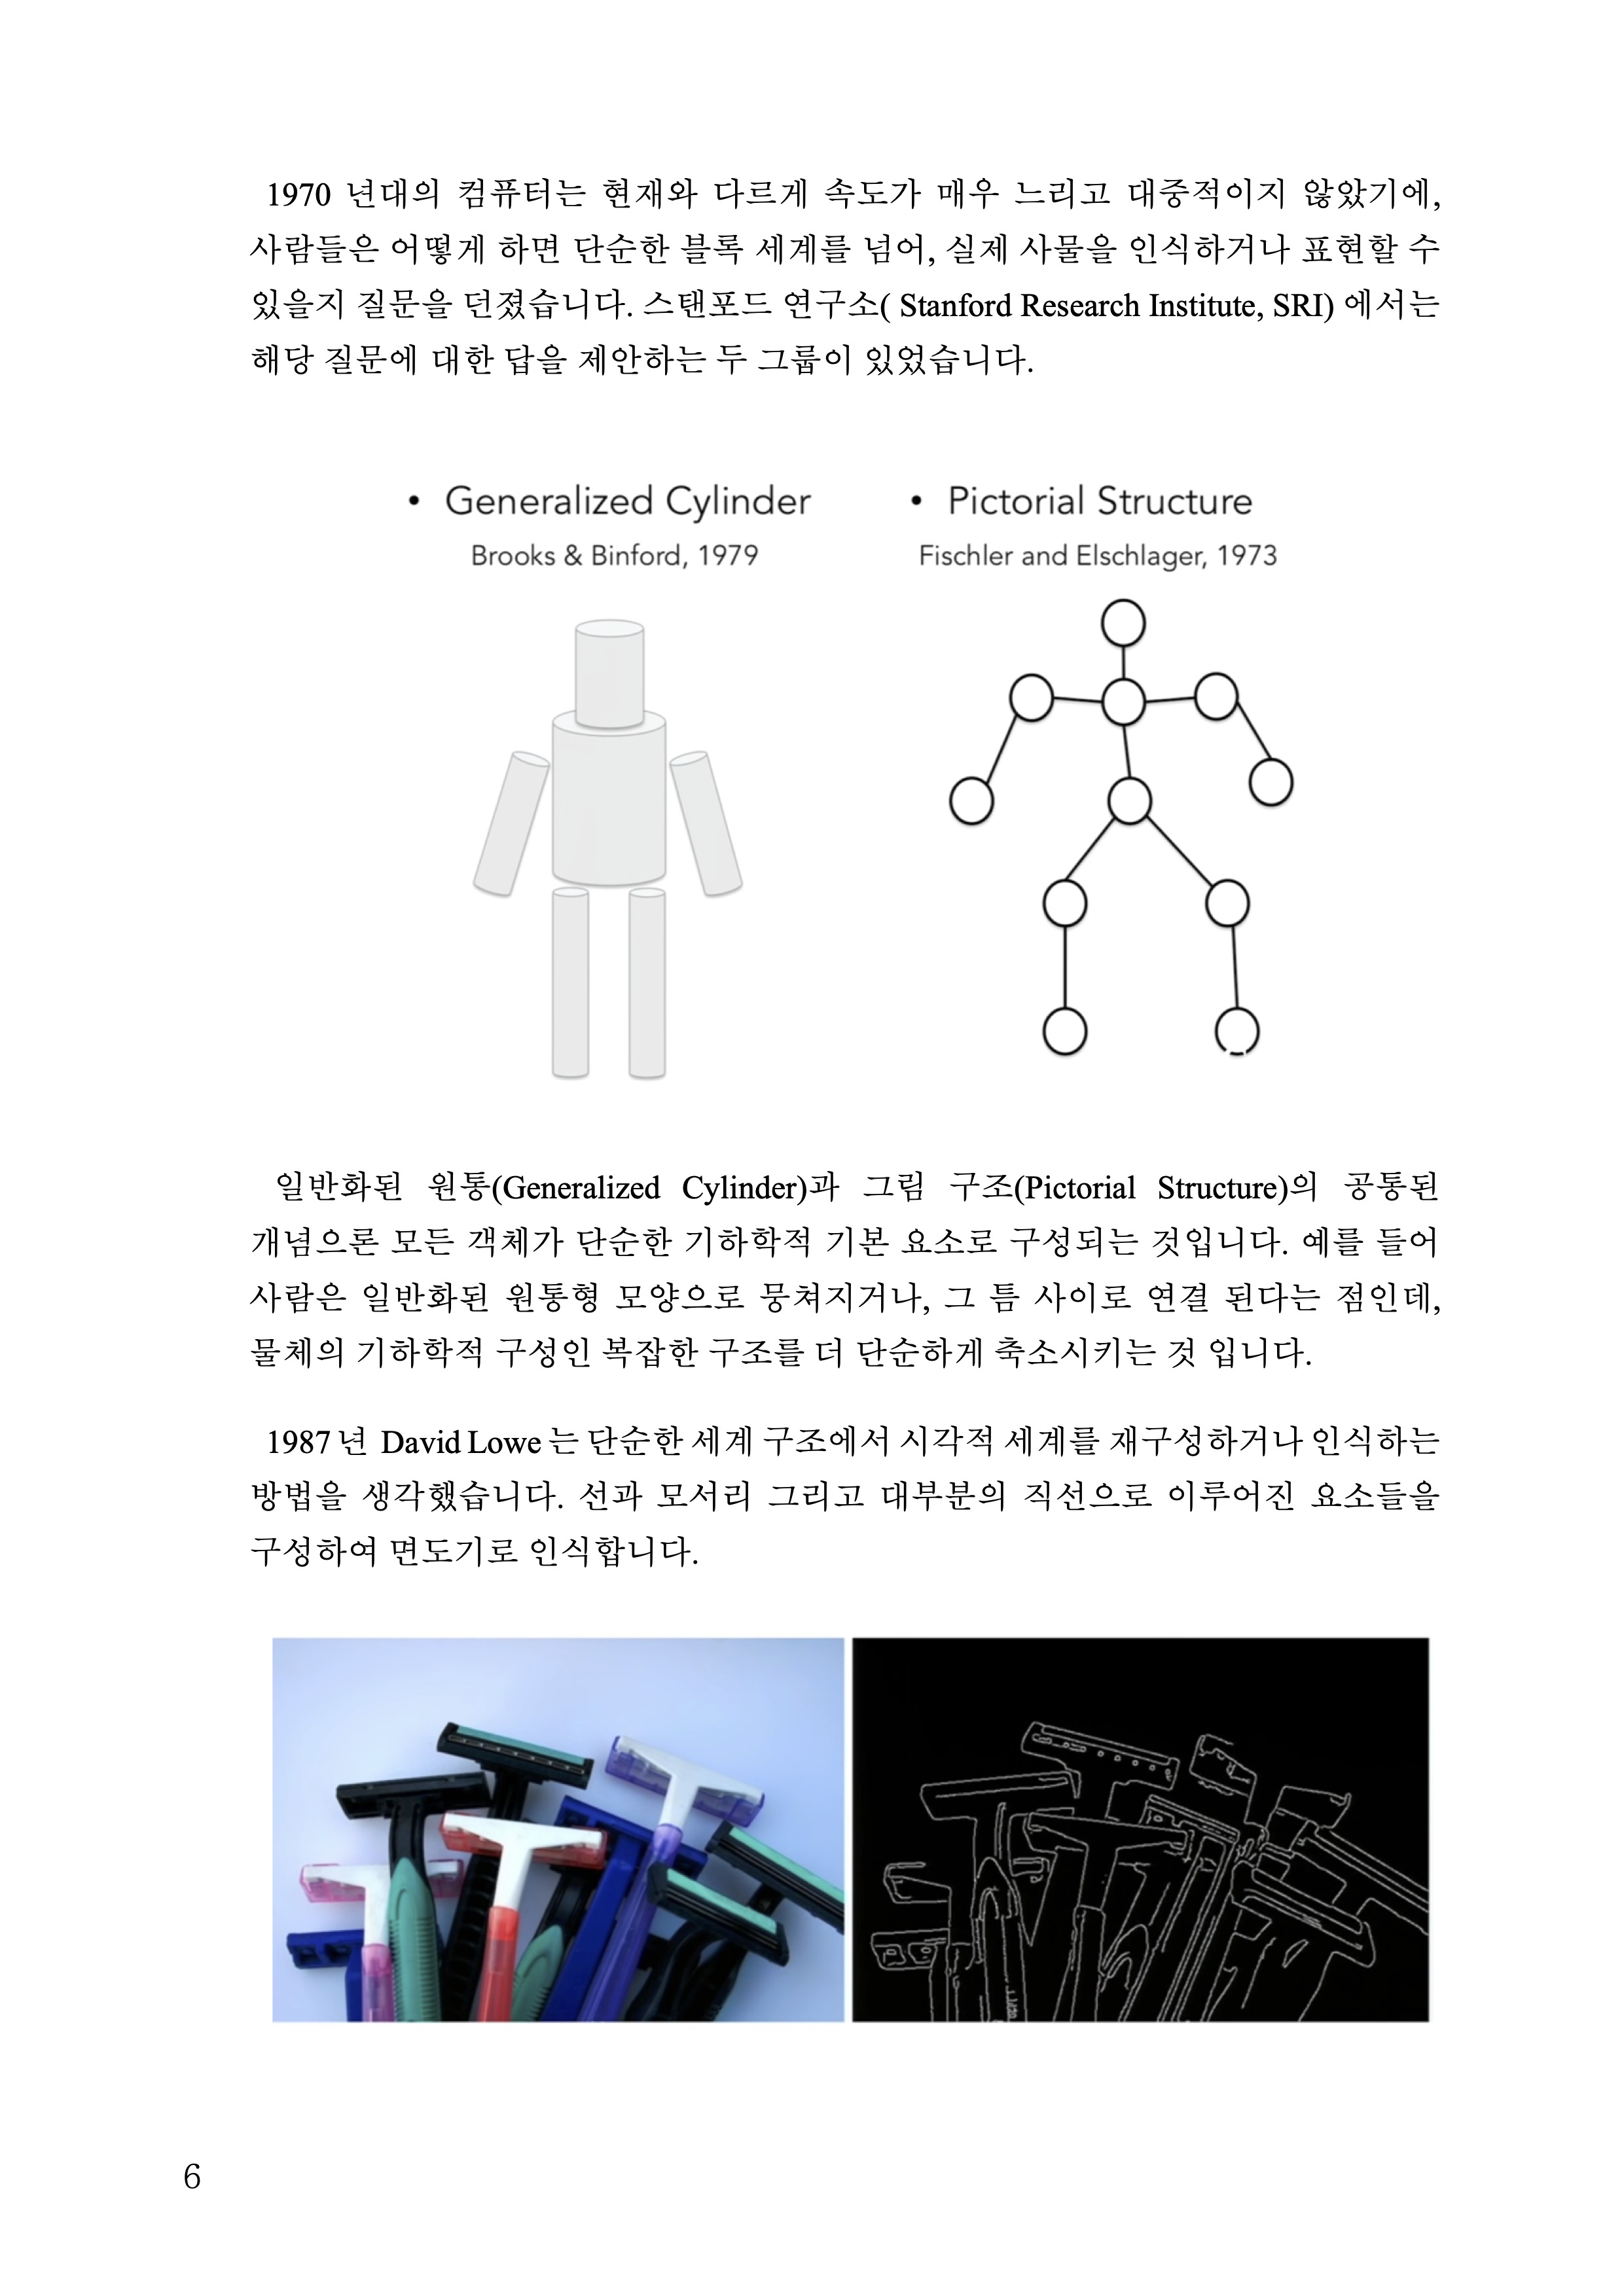 1970 년대의 컴퓨터는 현재와 다르게 속도가 매우 느리고 대중적이지 않았기에,
사람들은 어떻게 하면 단순한 블록 세계를 넘어, 실제 사물을 인식하거나 표현할 수
있을지 질문을 던졌습니다. 스탠포드 연구소( Stanford Research Institute, SRI) 에서는
해당 질문에 대한 답을 제안하는 두 그룹이 있었습니다.
• Generalized Cylinder
Brooks & Binford, 1979
• Pictorial Structure
Fischler and Elschlager, 1973
일반화된 원통(Generalized Cylinder)과 그림 구조(Pictorial Structure)의 공통된
개념으론 모든 객체가 단순한 기하학적 기본 요소로 구성되는 것입니다. 예를 들어
사람은 일반화된 원통형 모양으로 뭉쳐지거나, 그 틈 사이로 연결 된다는 점인데,
물체의 기하학적 구성인 복잡한 구조를 더 단순하게 축소시키는 것 입니다.
1987 년 David Lowe 는 단순한 세계 구조에서 시각적 세계를 재구성하거나 인식하는
방법을 생각했습니다. 선과 모서리 그리고 대부분의 직선으로 이루어진 요소들을
구성하여 면도기로 인식합니다.
6